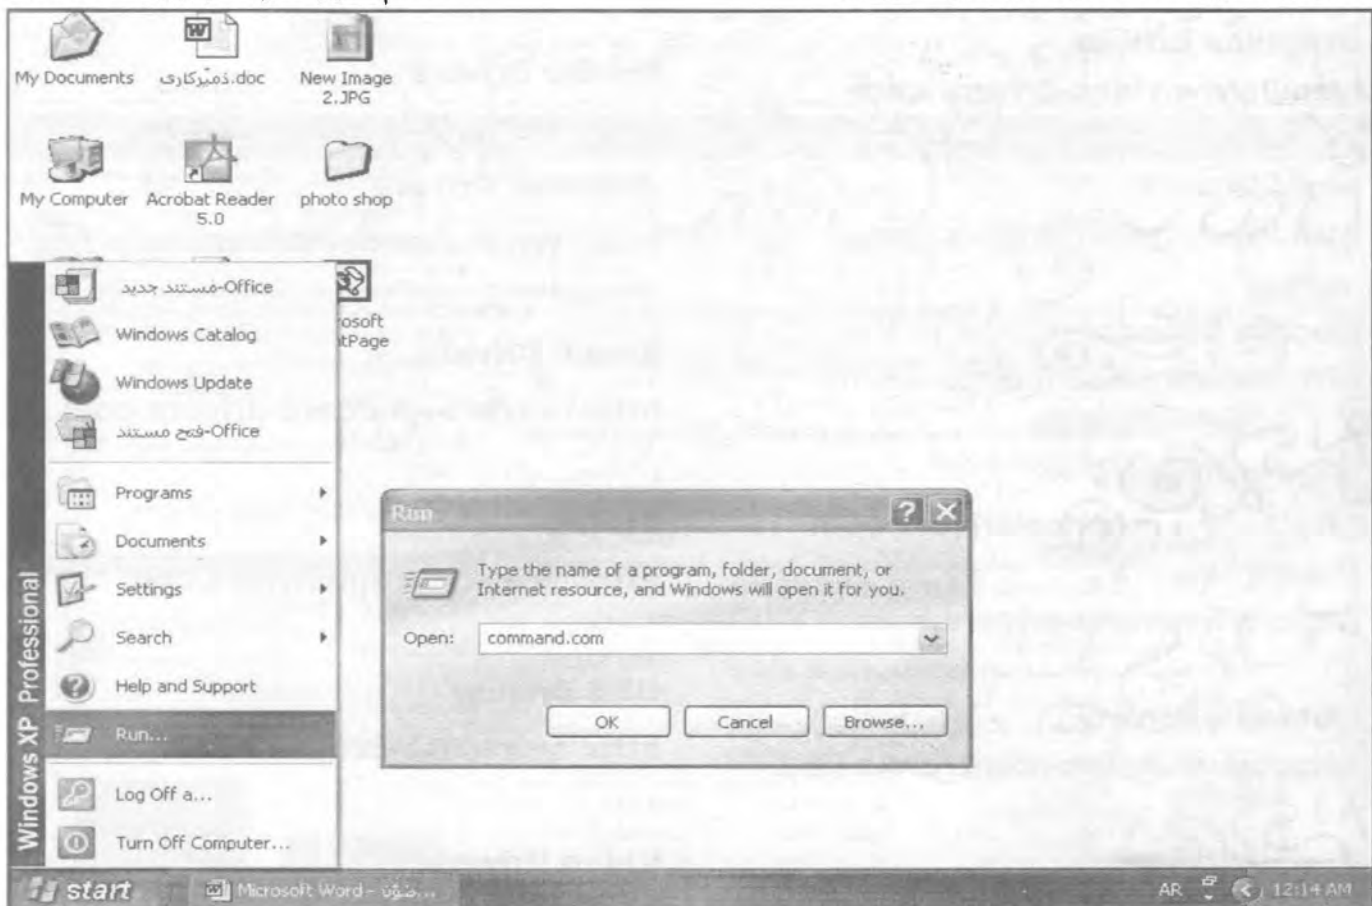 My Documents
ذمێرکاری.doc
New Image
2.JPG
My Computer
Acrobat Reader
5.0
photo shop
rosoft
tPage
Office-مستند جديد
Windows Catalog
Windows Update
Office-فتح مستند
Programs
Documents
Settings
Search
Help and Support
Run...
Log Off a...
Turn Off Computer...
Windows XP Professional
Run
Type the name of a program, folder, document, or
Internet resource, and Windows will open it for you.
Open: command.com
OK
Cancel
Browse...
start
Microsoft Word -
AR
12:14 AM